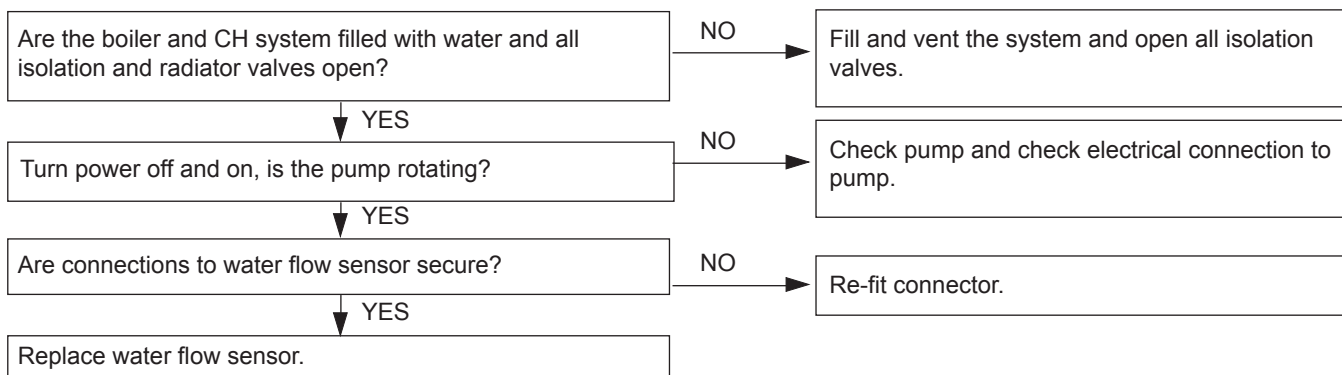 Are the boiler and CH system filled with water and all
isolation and radiator valves open?
NO
Fill and vent the system and open all isolation
valves.
YES
Turn power off and on, is the pump rotating?
NO
Check pump and check electrical connection to
pump.
YES
Are connections to water flow sensor secure?
NO
Re-fit connector.
YES
Replace water flow sensor.